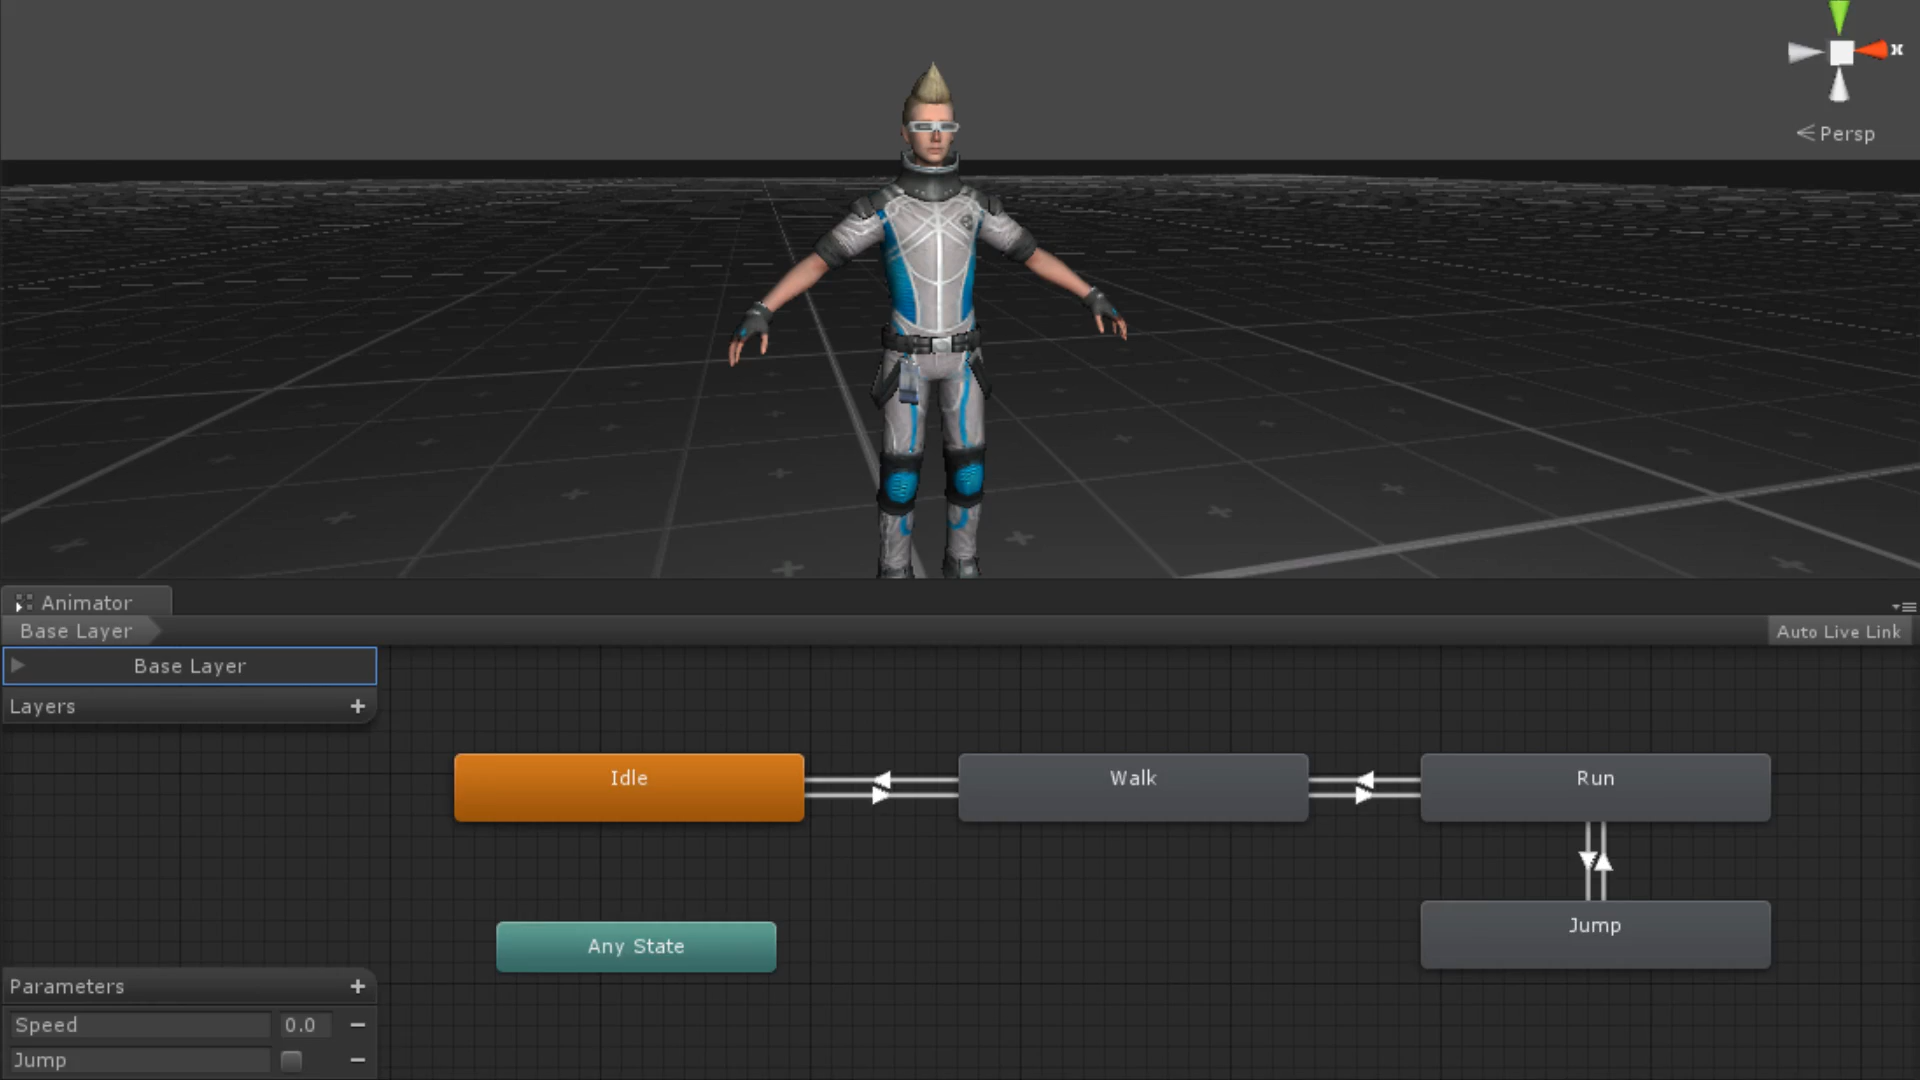 x
Persp
Animator
Base Layer
Auto Live Link
Base Layer
Layers +
Idle
Walk
Run
Jump
Any State
Parameters +
Speed 0.0
Jump